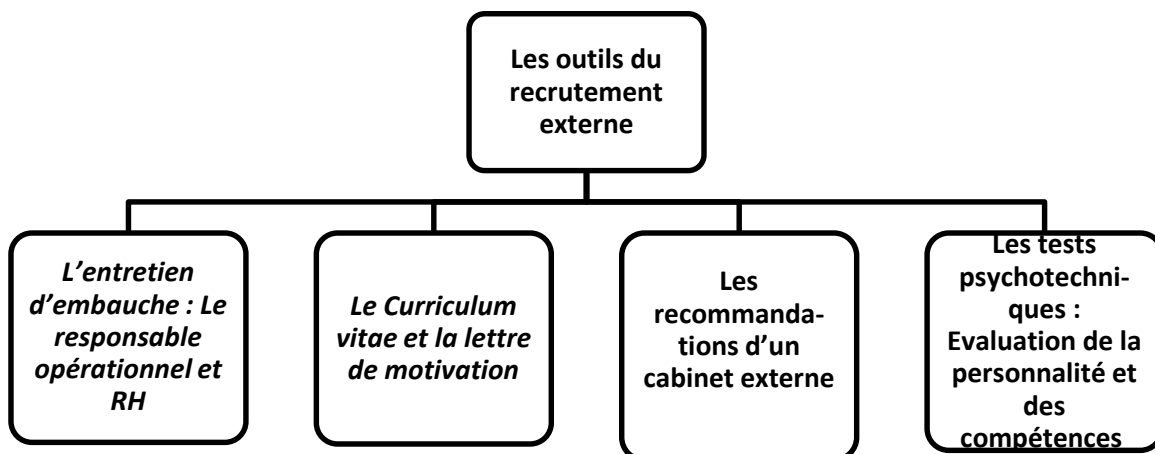 Les outils du
recrutement
externe
L’entretien
d’embauche : Le
responsable
opérationnel et
RH
Le Curriculum
vitae et la lettre
de motivation
Les
recommanda-
tions d’un
cabinet externe
Les tests
psychotechni-
ques :
Evaluation de la
personnalité et
des
compétences